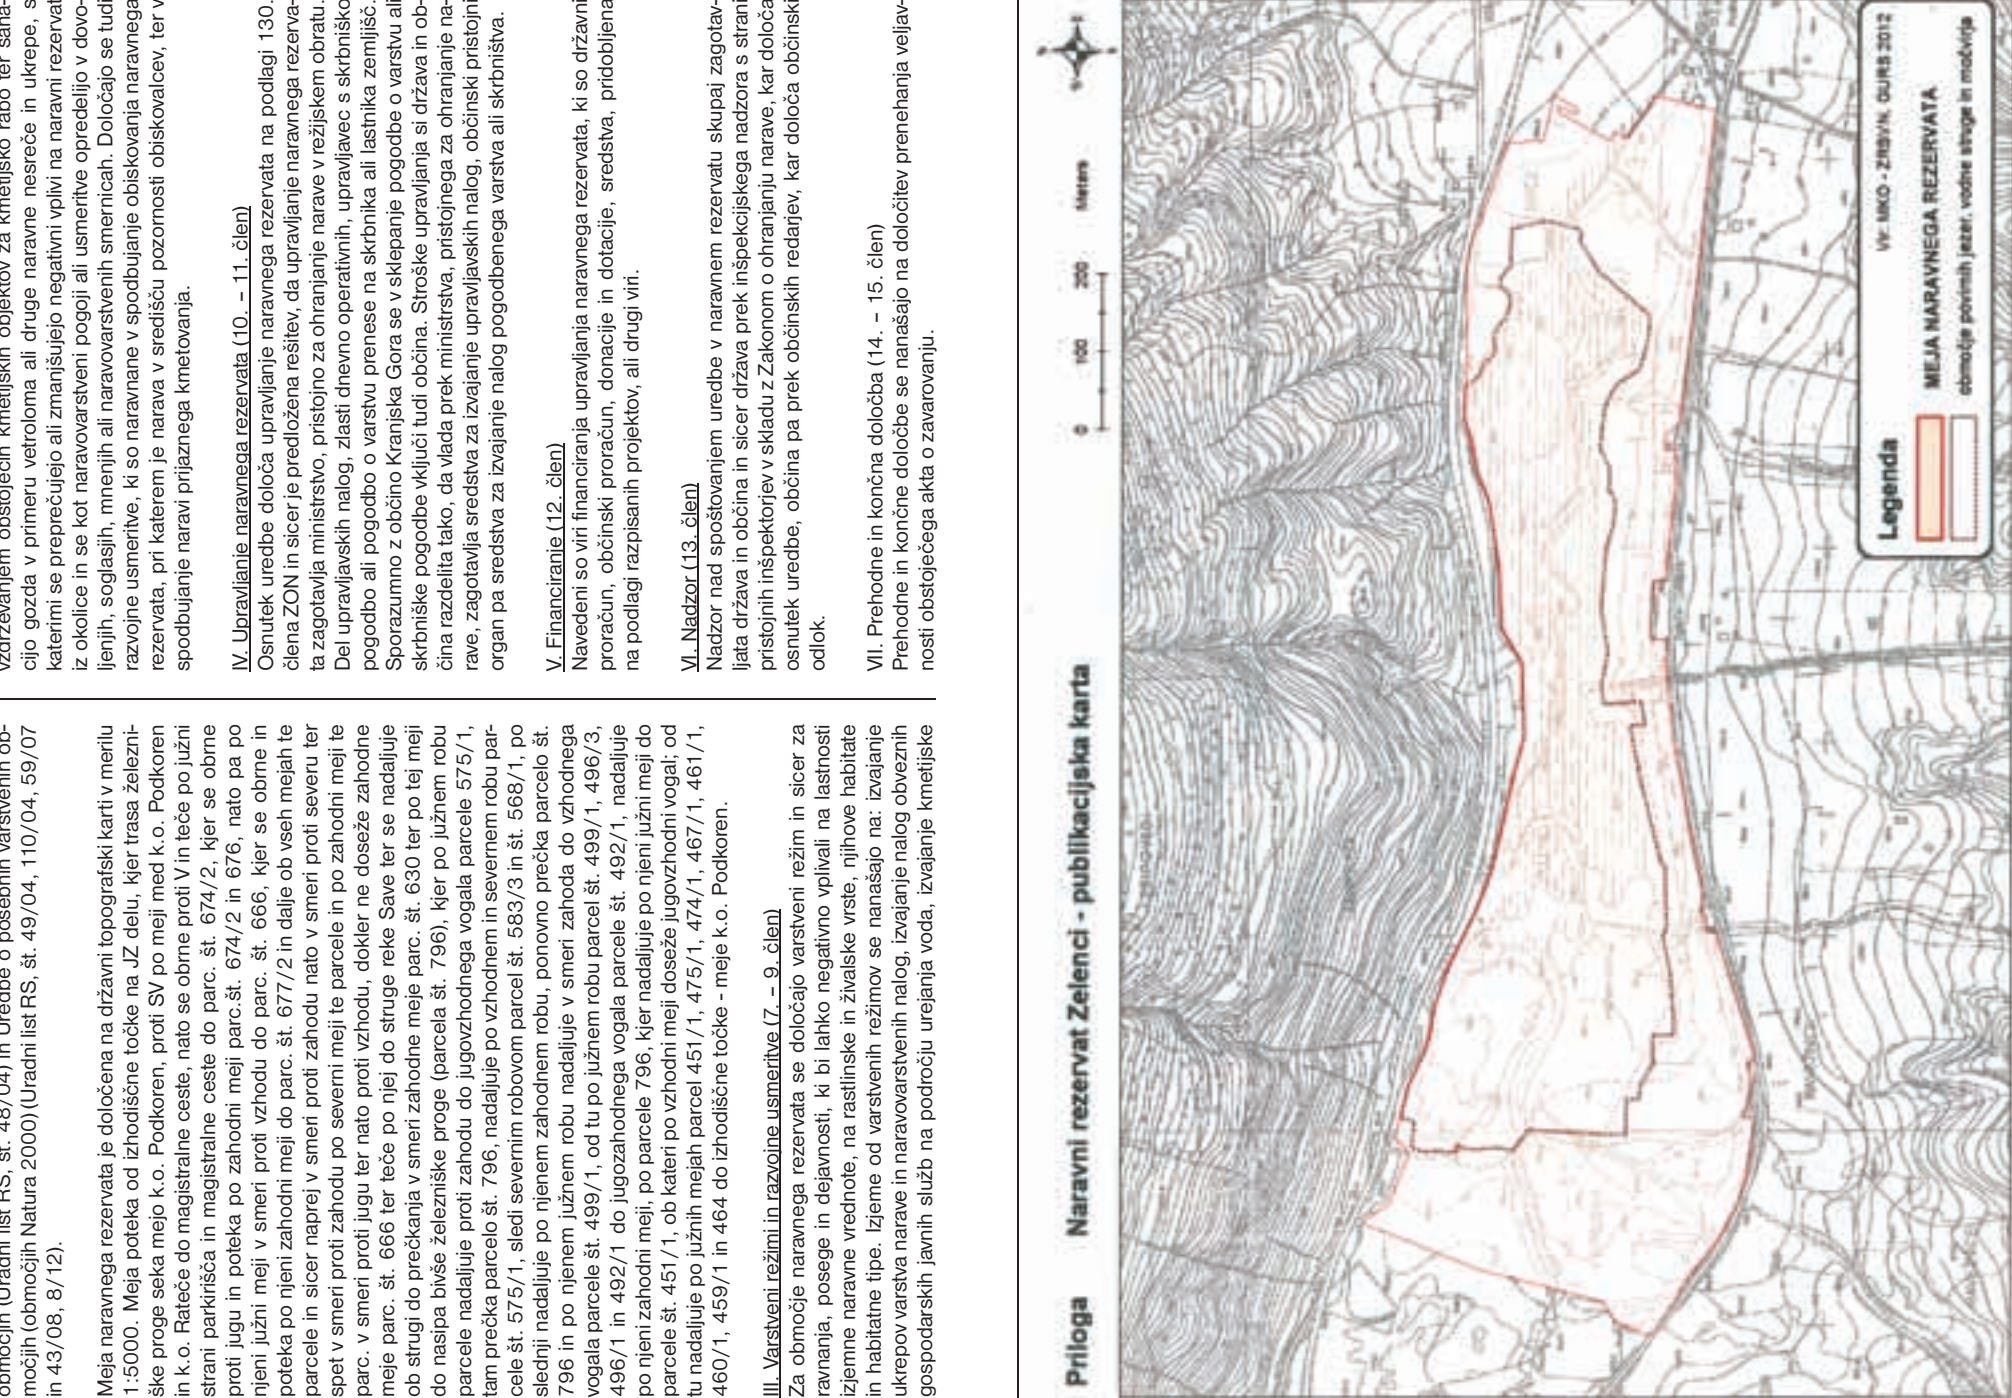 območjih (Uradni list RS, št. 48/04) in Uredbe o posebnih varstvenih ob-
močjih (območjih Natura 2000) (Uradni list RS, št. 49/04, 110/04, 59/07
in 43/08, 8/12).
Meja naravnega rezervata je določena na državni topografski karti v merilu
1:5000. Meja poteka od izhodiščne točke na JZ delu, kjer trasa železni-
ške proge seka mejo k.o. Podkoren, proti SV po meji med k.o. Podkoren
in k.o. Rateče do magistralne ceste, nato se obrne proti V in teče po južni
strani parkirišča in magistralne ceste do parc. št. 674/2, kjer se obrne
proti jugu in poteka po zahodni meji parc.št. 674/2 in 676, nato pa po
njeni južni meji v smeri proti vzhodu do parc. št. 666, kjer se obrne in
poteka po njeni zahodni meji do parc. št. 677/2 in dalje ob vseh mejah te
parcele in sicer naprej v smeri proti zahodu nato v smeri proti severu ter
spet v smeri proti zahodu po severni meji te parcele in po zahodni meji te
parc. v smeri proti jugu ter nato proti vzhodu, dokler ne doseže zahodne
meje parc. št. 666 ter teče po njej do struge reke Save ter se nadaljuje
ob strugi do prečkanja v smeri zahodne meje parc. št. 630 ter po tej meji
do nasipa bivše železniške proge (parcela št. 796), kjer po južnem robu
parcele nadaljuje proti zahodu do jugovzhodnega vogala parcele 575/1,
tam prečka parcelo št. 796, nadaljuje po vzhodnem in severnem robu par-
cele št. 575/1, sledi severnim robovom parcel št. 583/3 in št. 568/1, po
slednji nadaljuje po njenem zahodnem robu, ponovno prečka parcelo št.
796 in po njenem južnem robu nadaljuje v smeri zahoda do vzhodnega
vogala parcele št. 499/1, od tu po južnem robu parcel št. 499/1, 496/3,
496/1 in 492/1 do jugozahodnega vogala parcele št. 492/1, nadaljuje
po njeni zahodni meji, po parcele 796, kjer nadaljuje po njeni južni meji do
parcele št. 451/1, ob kateri po vzhodni meji doseže jugovzhodni vogal; od
tu nadaljuje po južnih mejah parcel 451/1, 475/1, 474/1, 467/1, 461/1,
460/1, 459/1 in 464 do izhodiščne točke - meje k.o. Podkoren.
III. Varstveni režimi in razvojne usmeritve (7. – 9. člen)
Za območje naravnega rezervata se določajo varstveni režim in sicer za
ravnanja, posege in dejavnosti, ki bi lahko negativno vplivali na lastnosti
izjemne naravne vrednote, na rastlinske in živalske vrste, njihove habitate
in habitatne tipe. Izjeme od varstvenih režimov se nanašajo na: izvajanje
ukrepov varstva narave in naravovarstvenih nalog, izvajanje nalog obveznih
gospodarskih javnih služb na področju urejanja voda, izvajanje kmetijske
vzdrževanjem obstoječih kmetijskih objektov za kmetijsko rabo ter sana-
cijo gozda v primeru vetroloma ali druge naravne nesreče in ukrepe, s
katerimi se preprečujejo ali zmanjšujejo negativni vplivi na naravni rezervat
iz okolice in se kot naravovarstveni pogoji ali usmeritve opredelijo v dovo-
ljenjih, soglasjih, mnenjih ali naravovarstvenih smernicah. Določajo se tudi
razvojne usmeritve, ki so naravnane v spodbujanje obiskovanja naravnega
rezervata, pri katerem je narava v središču pozornosti obiskovalcev, ter v
spodbujanje naravi prijaznega kmetovanja.
IV. Upravljanje naravnega rezervata (10. – 11. člen)
Osnutek uredbe določa upravljanje naravnega rezervata na podlagi 130.
člena ZON in sicer je predložena rešitev, da upravljanje naravnega rezerva-
ta zagotavlja ministrstvo, pristojno za ohranjanje narave v režijskem obratu.
Del upravljavskih nalog, zlasti dnevno operativnih, upravljavec s skrbniško
pogodbo ali pogodbo o varstvu prenese na skrbnika ali lastnika zemljišč.
Sporazumno z občino Kranjska Gora se v sklepanje pogodbe o varstvu ali
skrbniške pogodbe vključi tudi občina. Stroške upravljanja si država in ob-
čina razdelita tako, da vlada prek ministrstva, pristojnega za ohranjanje na-
rave, zagotavlja sredstva za izvajanje upravljavskih nalog, občinski pristojni
organ pa sredstva za izvajanje nalog pogodbenega varstva ali skrbništva.
V. Financiranje (12. člen)
Navedeni so viri financiranja upravljanja naravnega rezervata, ki so državni
proračun, občinski proračun, donacije in dotacije, sredstva, pridobljena
na podlagi razpisanih projektov, ali drugi viri.
VI. Nadzor (13. člen)
Nadzor nad spoštovanjem uredbe v naravnem rezervatu skupaj zagotav-
ljata država in občina in sicer država prek inšpekcijskega nadzora s strani
pristojnih inšpektorjev v skladu z Zakonom o ohranjanju narave, kar določa
osnutek uredbe, občina pa prek občinskih redarjev, kar določa občinski
odlok.
VII. Prehodne in končna določba (14. – 15. člen)
Prehodne in končne določbe se nanašajo na določitev prenehanja veljav-
nosti obstoječega akta o zavarovanju.
Priloga Naravni rezervat Zelenci - publikacijska karta
0 100 200 Meters
Vir: MKO - ZRSVN, GURS 2012
Legenda
MEJA NARAVNEGA REZERVATA
območje površinih jezer, vodne struge in močvirja